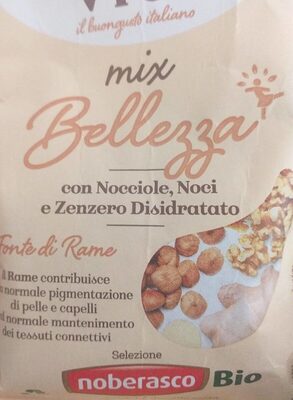 il buongusto italiano
mix
Bellezza
con Nocciole, Noci
e Zenzero Disidratato
Fonte di Rame
Il Rame contribuisce
normale pigmentazione
di pelle e capelli
normale mantenimento
dei tessuti connettivi
Selezione
noberasco Bio